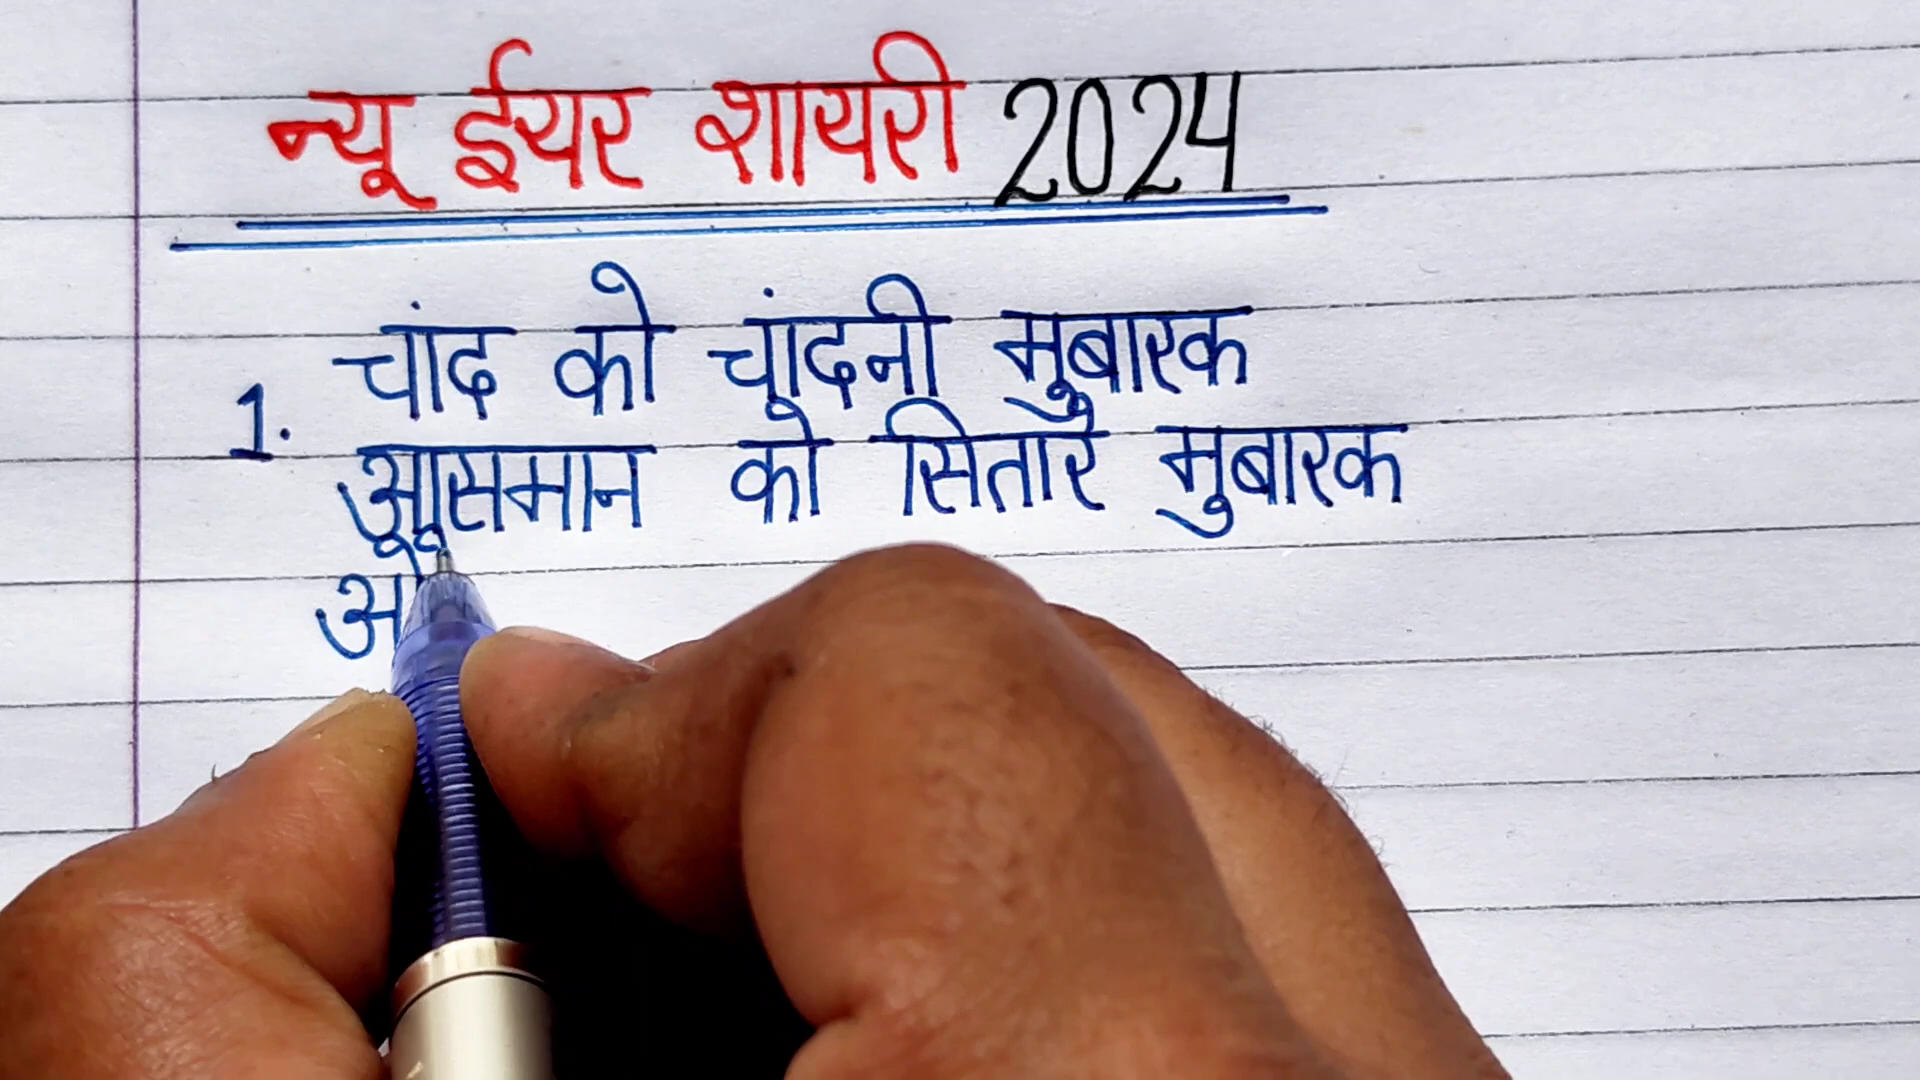 न्यू ईयर शायरी 2024
1. चांद को चांदनी मुबारक
आसमान को सितारे मुबारक